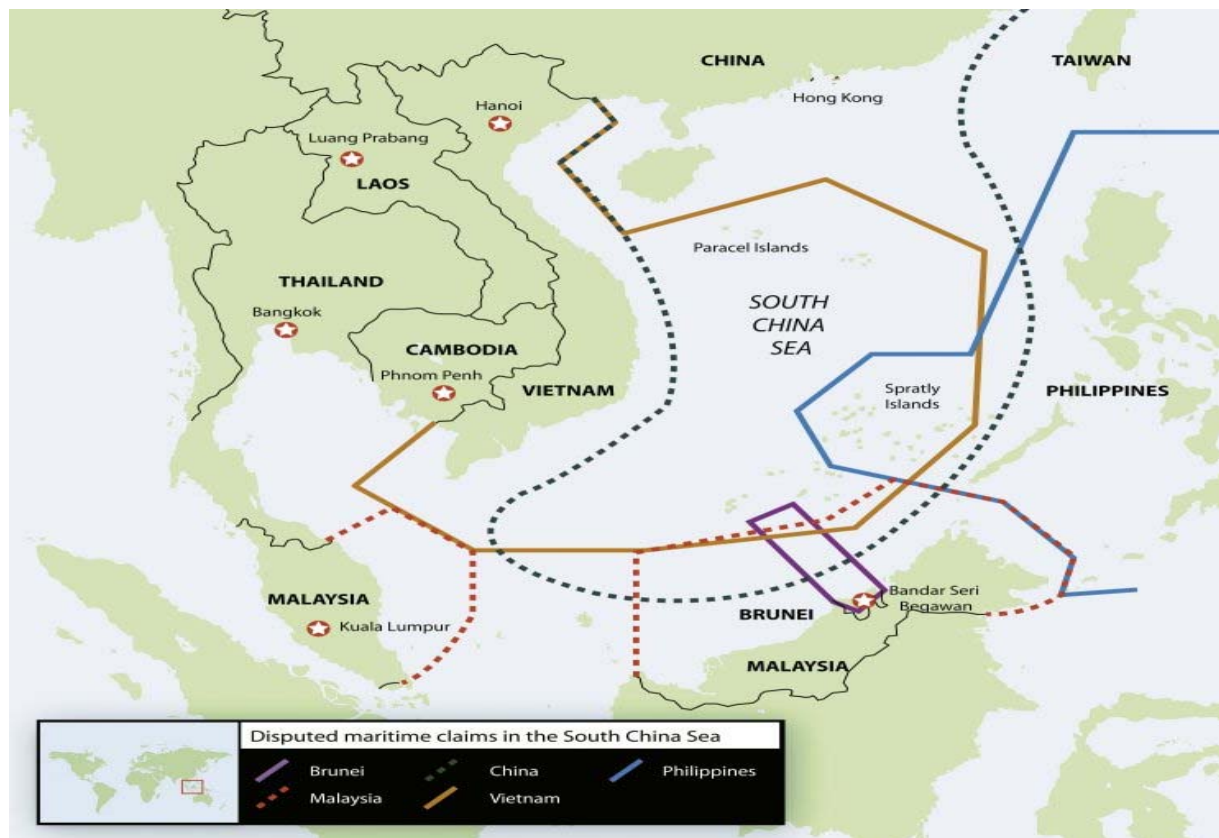 CHINA
TAIWAN
Hong Kong
Hanoi
Luang Prabang
LAOS
Paracel Islands
THAILAND
Bangkok
SOUTH
CHINA
SEA
CAMBODIA
Phnom Penh
VIETNAM
Spratly
Islands
PHILIPPINES
MALAYSIA
Kuala Lumpur
BRUNEI
Bandar Seri
Begawan
MALAYSIA
Disputed maritime claims in the South China Sea
Brunei
China
Philippines
Malaysia
Vietnam